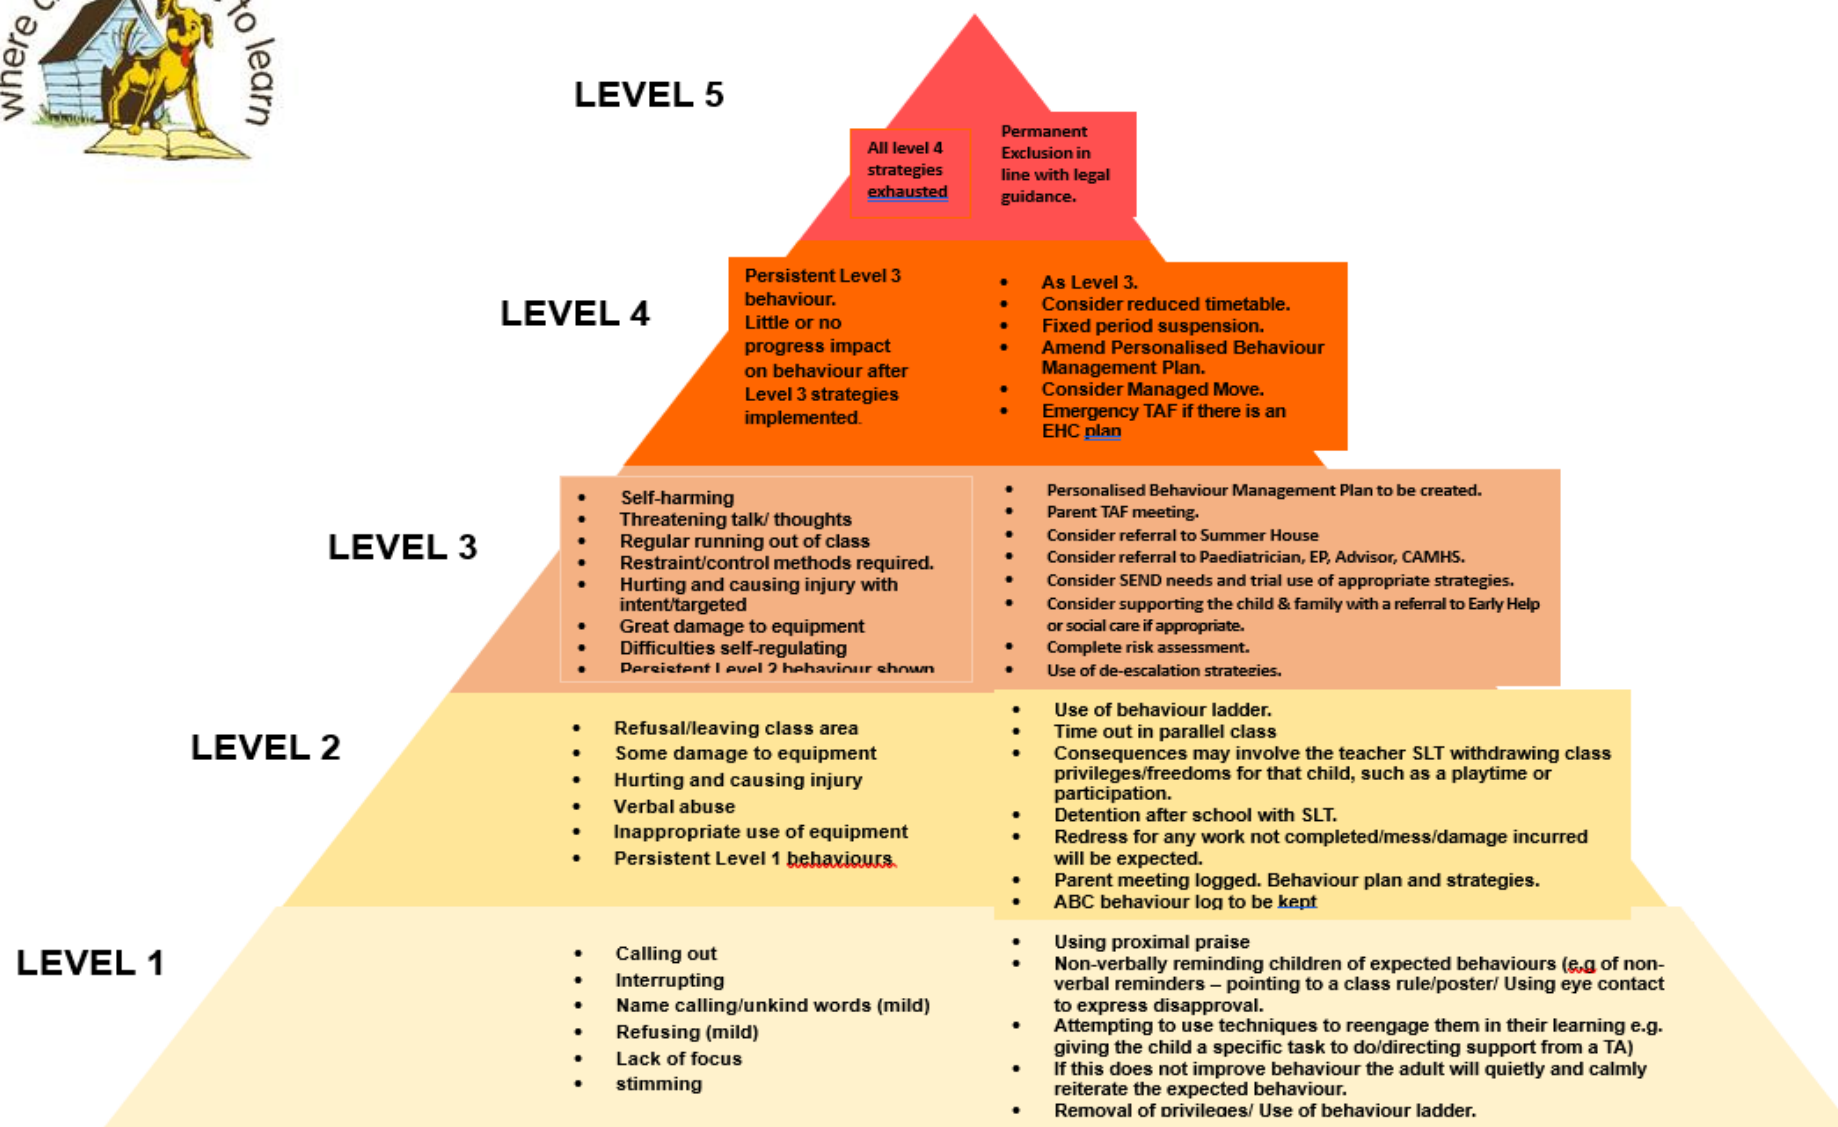 where
to learn
LEVEL 5
All level 4
strategies
exhausted
Permanent
Exclusion in
line with legal
guidance.
LEVEL 4
Persistent Level 3
behaviour.
Little or no
progress impact
on behaviour after
Level 3 strategies
implemented.
• As Level 3.
• Consider reduced timetable.
• Fixed period suspension.
• Amend Personalised Behaviour
Management Plan.
• Consider Managed Move.
• Emergency TAF if there is an
EHC plan
LEVEL 3
• Self-harming
• Threatening talk/ thoughts
• Regular running out of class
• Restraint/control methods required.
• Hurting and causing injury with
intent/targeted
• Great damage to equipment
• Difficulties self-regulating
• Persistent Level 2 behaviour shown
• Personalised Behaviour Management Plan to be created.
• Parent TAF meeting.
• Consider referral to Summer House
• Consider referral to Paediatrician, EP, Advisor, CAMHS.
• Consider SEND needs and trial use of appropriate strategies.
• Consider supporting the child & family with a referral to Early Help
or social care if appropriate.
• Complete risk assessment.
• Use of de-escalation strategies.
LEVEL 2
• Refusal/leaving class area
• Some damage to equipment
• Hurting and causing injury
• Verbal abuse
• Inappropriate use of equipment
• Persistent Level 1 behaviours
• Use of behaviour ladder.
• Time out in parallel class
• Consequences may involve the teacher SLT withdrawing class
privileges/freedoms for that child, such as a playtime or
participation.
• Detention after school with SLT.
• Redress for any work not completed/mess/damage incurred
will be expected.
• Parent meeting logged. Behaviour plan and strategies.
• ABC behaviour log to be kept
LEVEL 1
• Calling out
• Interrupting
• Name calling/unkind words (mild)
• Refusing (mild)
• Lack of focus
• stimming
• Using proximal praise
• Non-verbally reminding children of expected behaviours (e.g of non-
verbal reminders – pointing to a class rule/poster/ Using eye contact
to express disapproval.
• Attempting to use techniques to reengage them in their learning e.g.
giving the child a specific task to do/directing support from a TA)
• If this does not improve behaviour the adult will quietly and calmly
reiterate the expected behaviour.
• Removal of privileges/ Use of behaviour ladder.